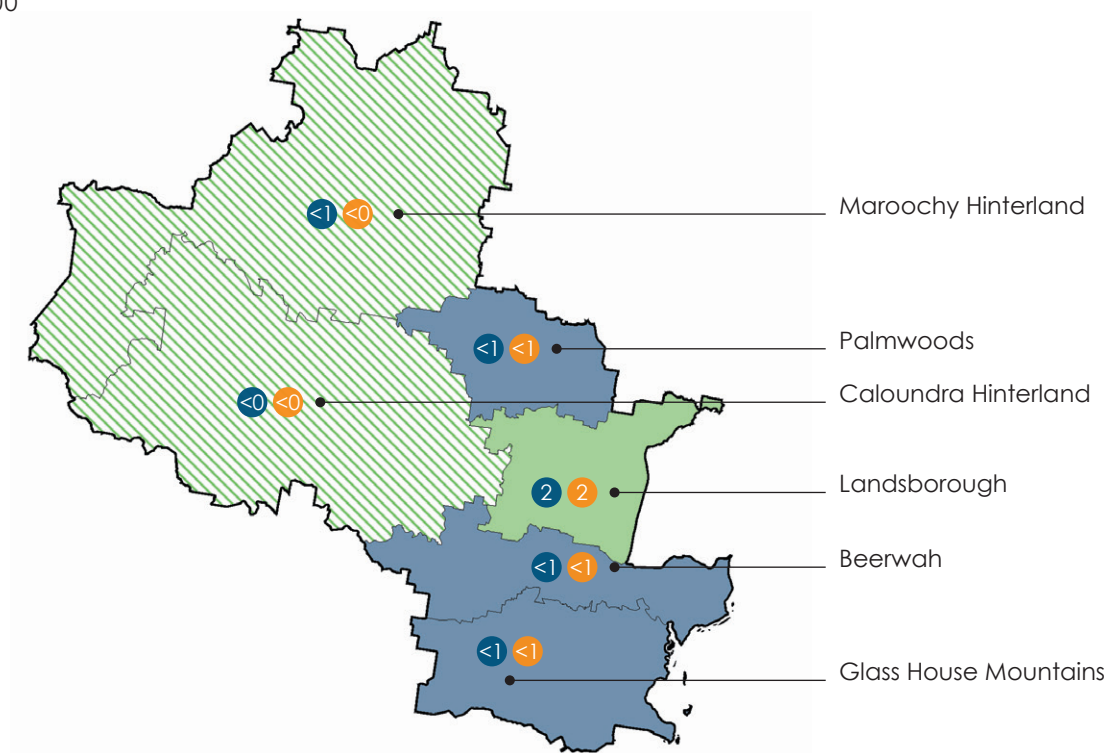 00
<1 <0 Maroochy Hinterland
<1 <1 Palmwoods
<0 <0 Caloundra Hinterland
2 2 Landsborough
<1 <1 Beerwah
<1 <1 Glass House Mountains